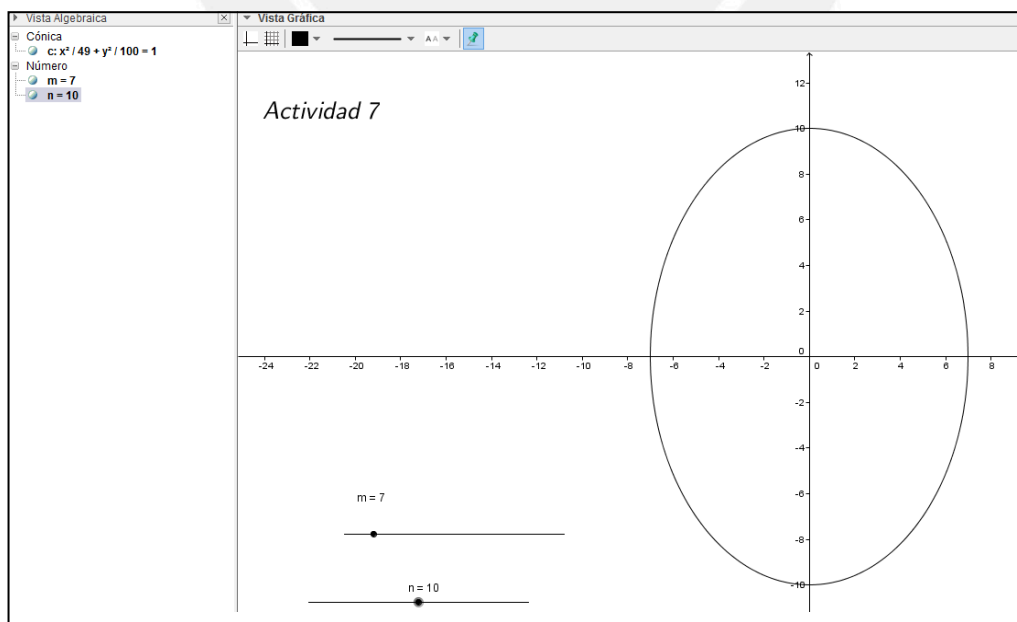 Vista Algebraica
Cónica
c: x² / 49 + y² / 100 = 1
Número
m = 7
n = 10
Vista Gráfica
A A
Actividad 7
12
10
8
6
4
2
0
-24 -22 -20 -18 -16 -14 -12 -10 -8 -6 -4 -2 0 2 4 6 8
-2
-4
-6
-8
-10
m = 7
n = 10